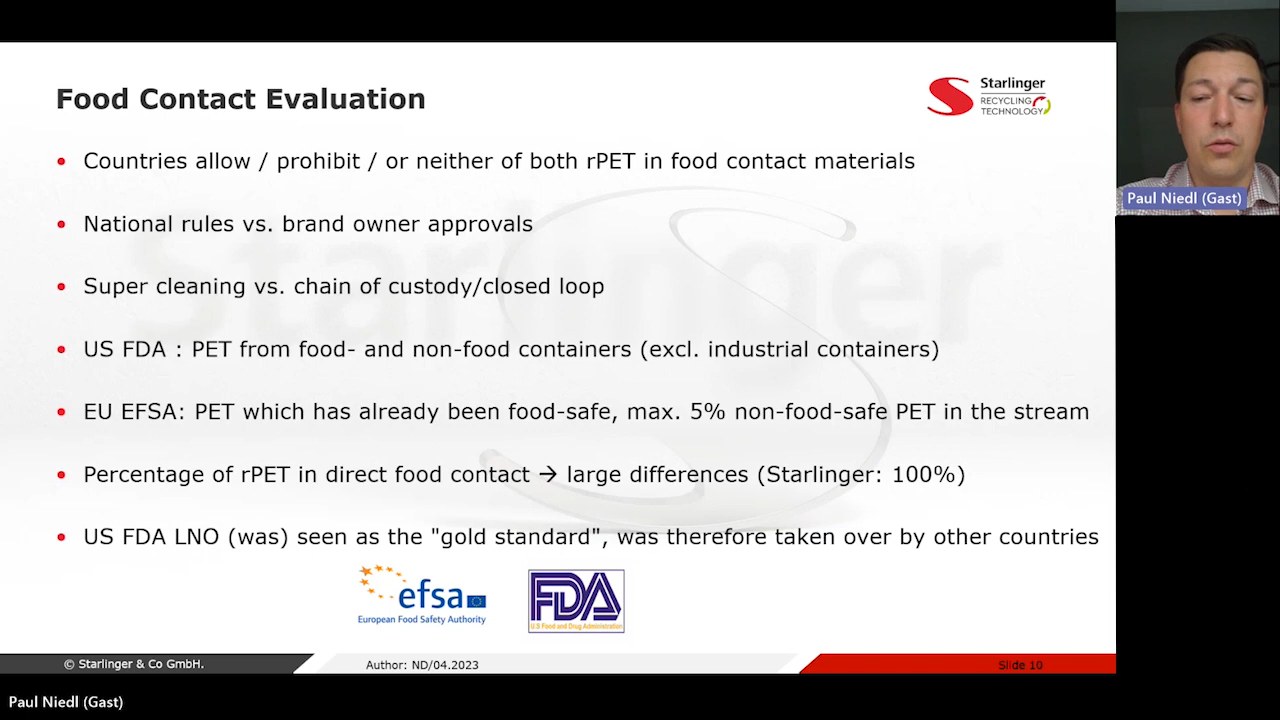 Food Contact Evaluation
Starlinger
RECYCLING
TECHNOLOGY
• Countries allow / prohibit / or neither of both rPET in food contact materials
• National rules vs. brand owner approvals
• Super cleaning vs. chain of custody/closed loop
• US FDA : PET from food- and non-food containers (excl. industrial containers)
• EU EFSA: PET which has already been food-safe, max. 5% non-food-safe PET in the stream
• Percentage of rPET in direct food contact → large differences (Starlinger: 100%)
• US FDA LNO (was) seen as the "gold standard", was therefore taken over by other countries
efsa
European Food Safety Authority
FDA
U.S Food and Drug Administration
© Starlinger & Co GmbH.
Author: ND/04.2023
Slide 10
Paul Niedl (Gast)
Paul Niedl (Gast)
Starlinger